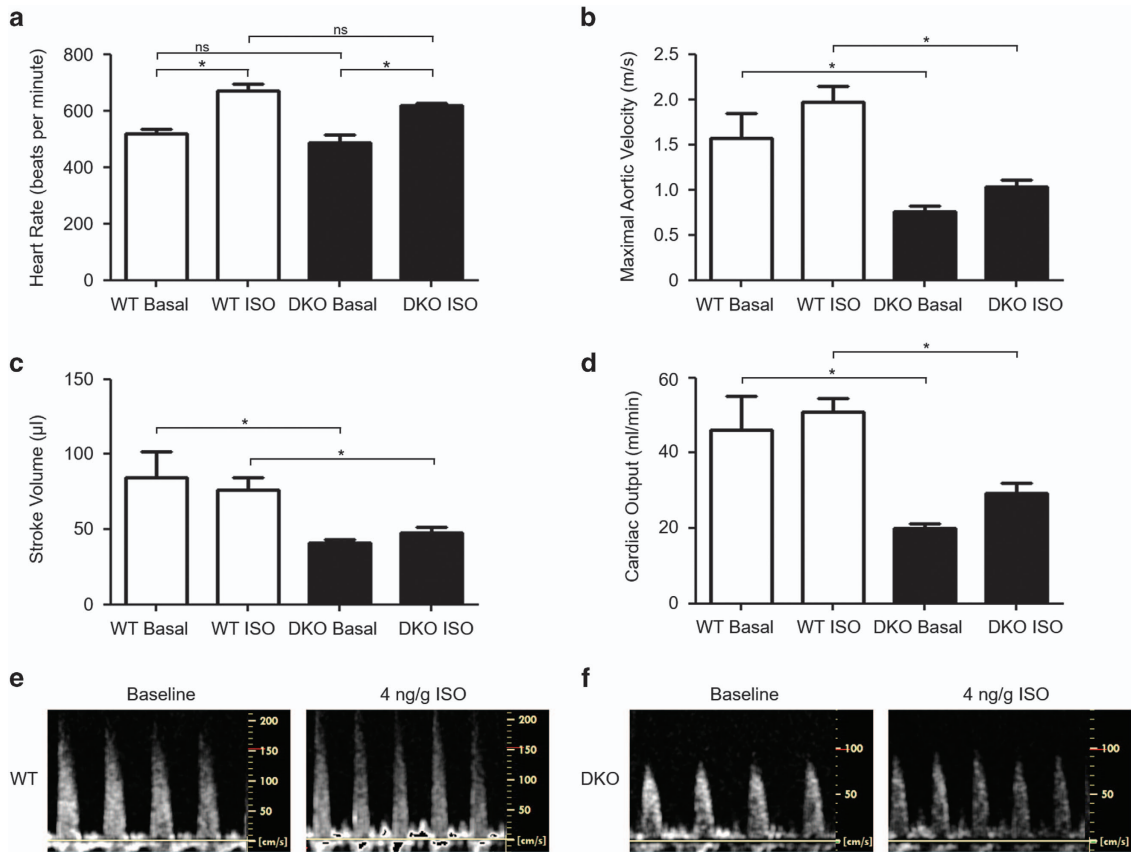 a
ns
ns
* *
Heart Rate (beats per minute)
800
600
400
200
0
WT Basal WT ISO DKO Basal DKO ISO
b
*
*
Maximal Aortic Velocity (m/s)
2.5
2.0
1.5
1.0
0.5
0
WT Basal WT ISO DKO Basal DKO ISO
c
*
*
Stroke Volume (µl)
150
100
50
0
WT Basal WT ISO DKO Basal DKO ISO
d
*
*
Cardiac Output (ml/min)
60
40
20
0
WT Basal WT ISO DKO Basal DKO ISO
e
Baseline 4 ng/g ISO
WT
200
150
100
50
[cm/s]
200
150
100
50
[cm/s]
f
Baseline 4 ng/g ISO
DKO
100
50
[cm/s]
100
50
[cm/s]